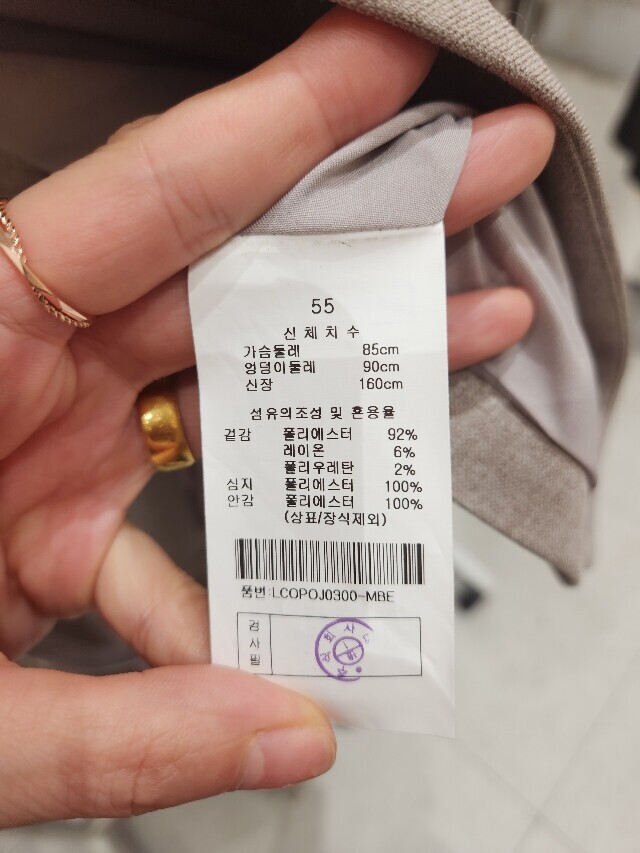 55
신체치수
가슴둘레 85cm
엉덩이둘레 90cm
신장 160cm
섬유의조성 및 혼용율
겉감 폴리에스터 92%
레이온 6%
폴리우레탄 2%
심지 폴리에스터 100%
안감 폴리에스터 100%
(상표/장식제외)
품번:LCOPOJ0300-MBE
검사필